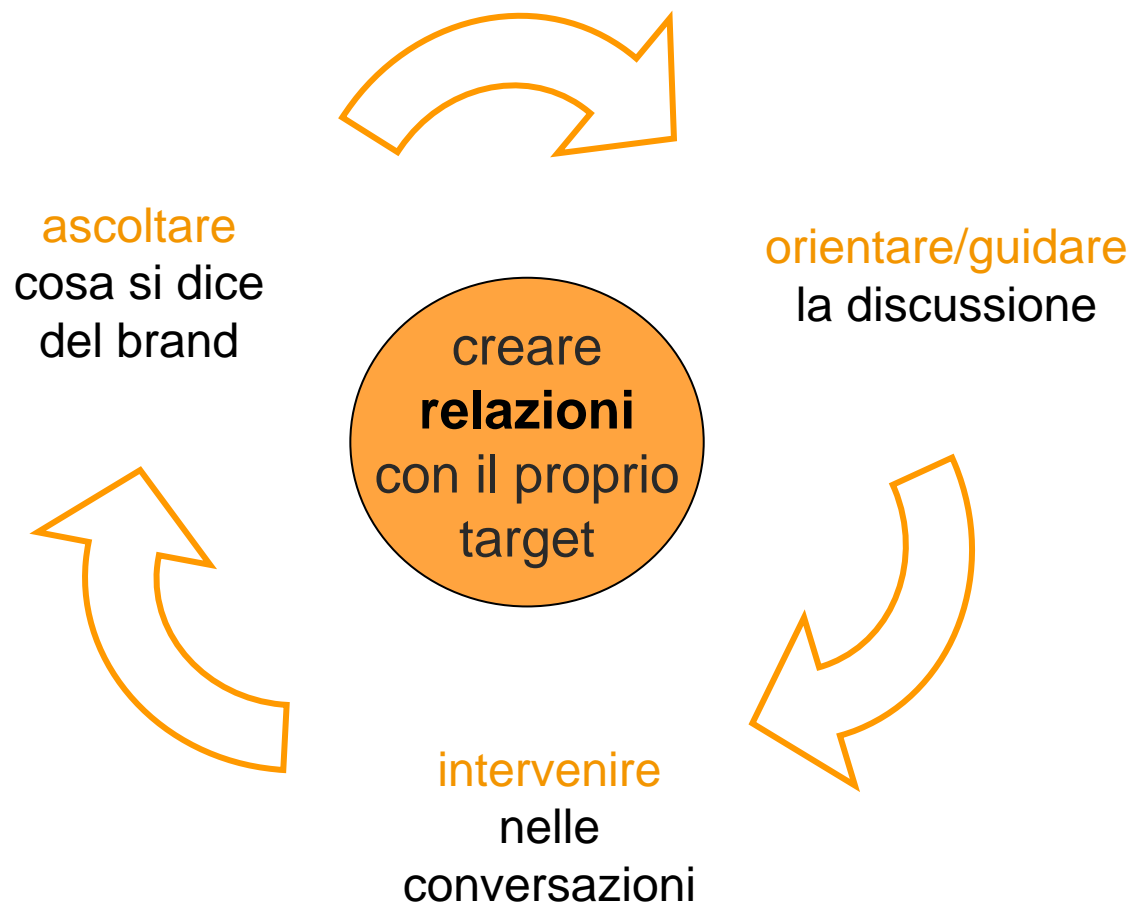 ascoltare
cosa si dice
del brand
orientare/guidare
la discussione
creare
relazioni
con il proprio
target
intervenire
nelle
conversazioni